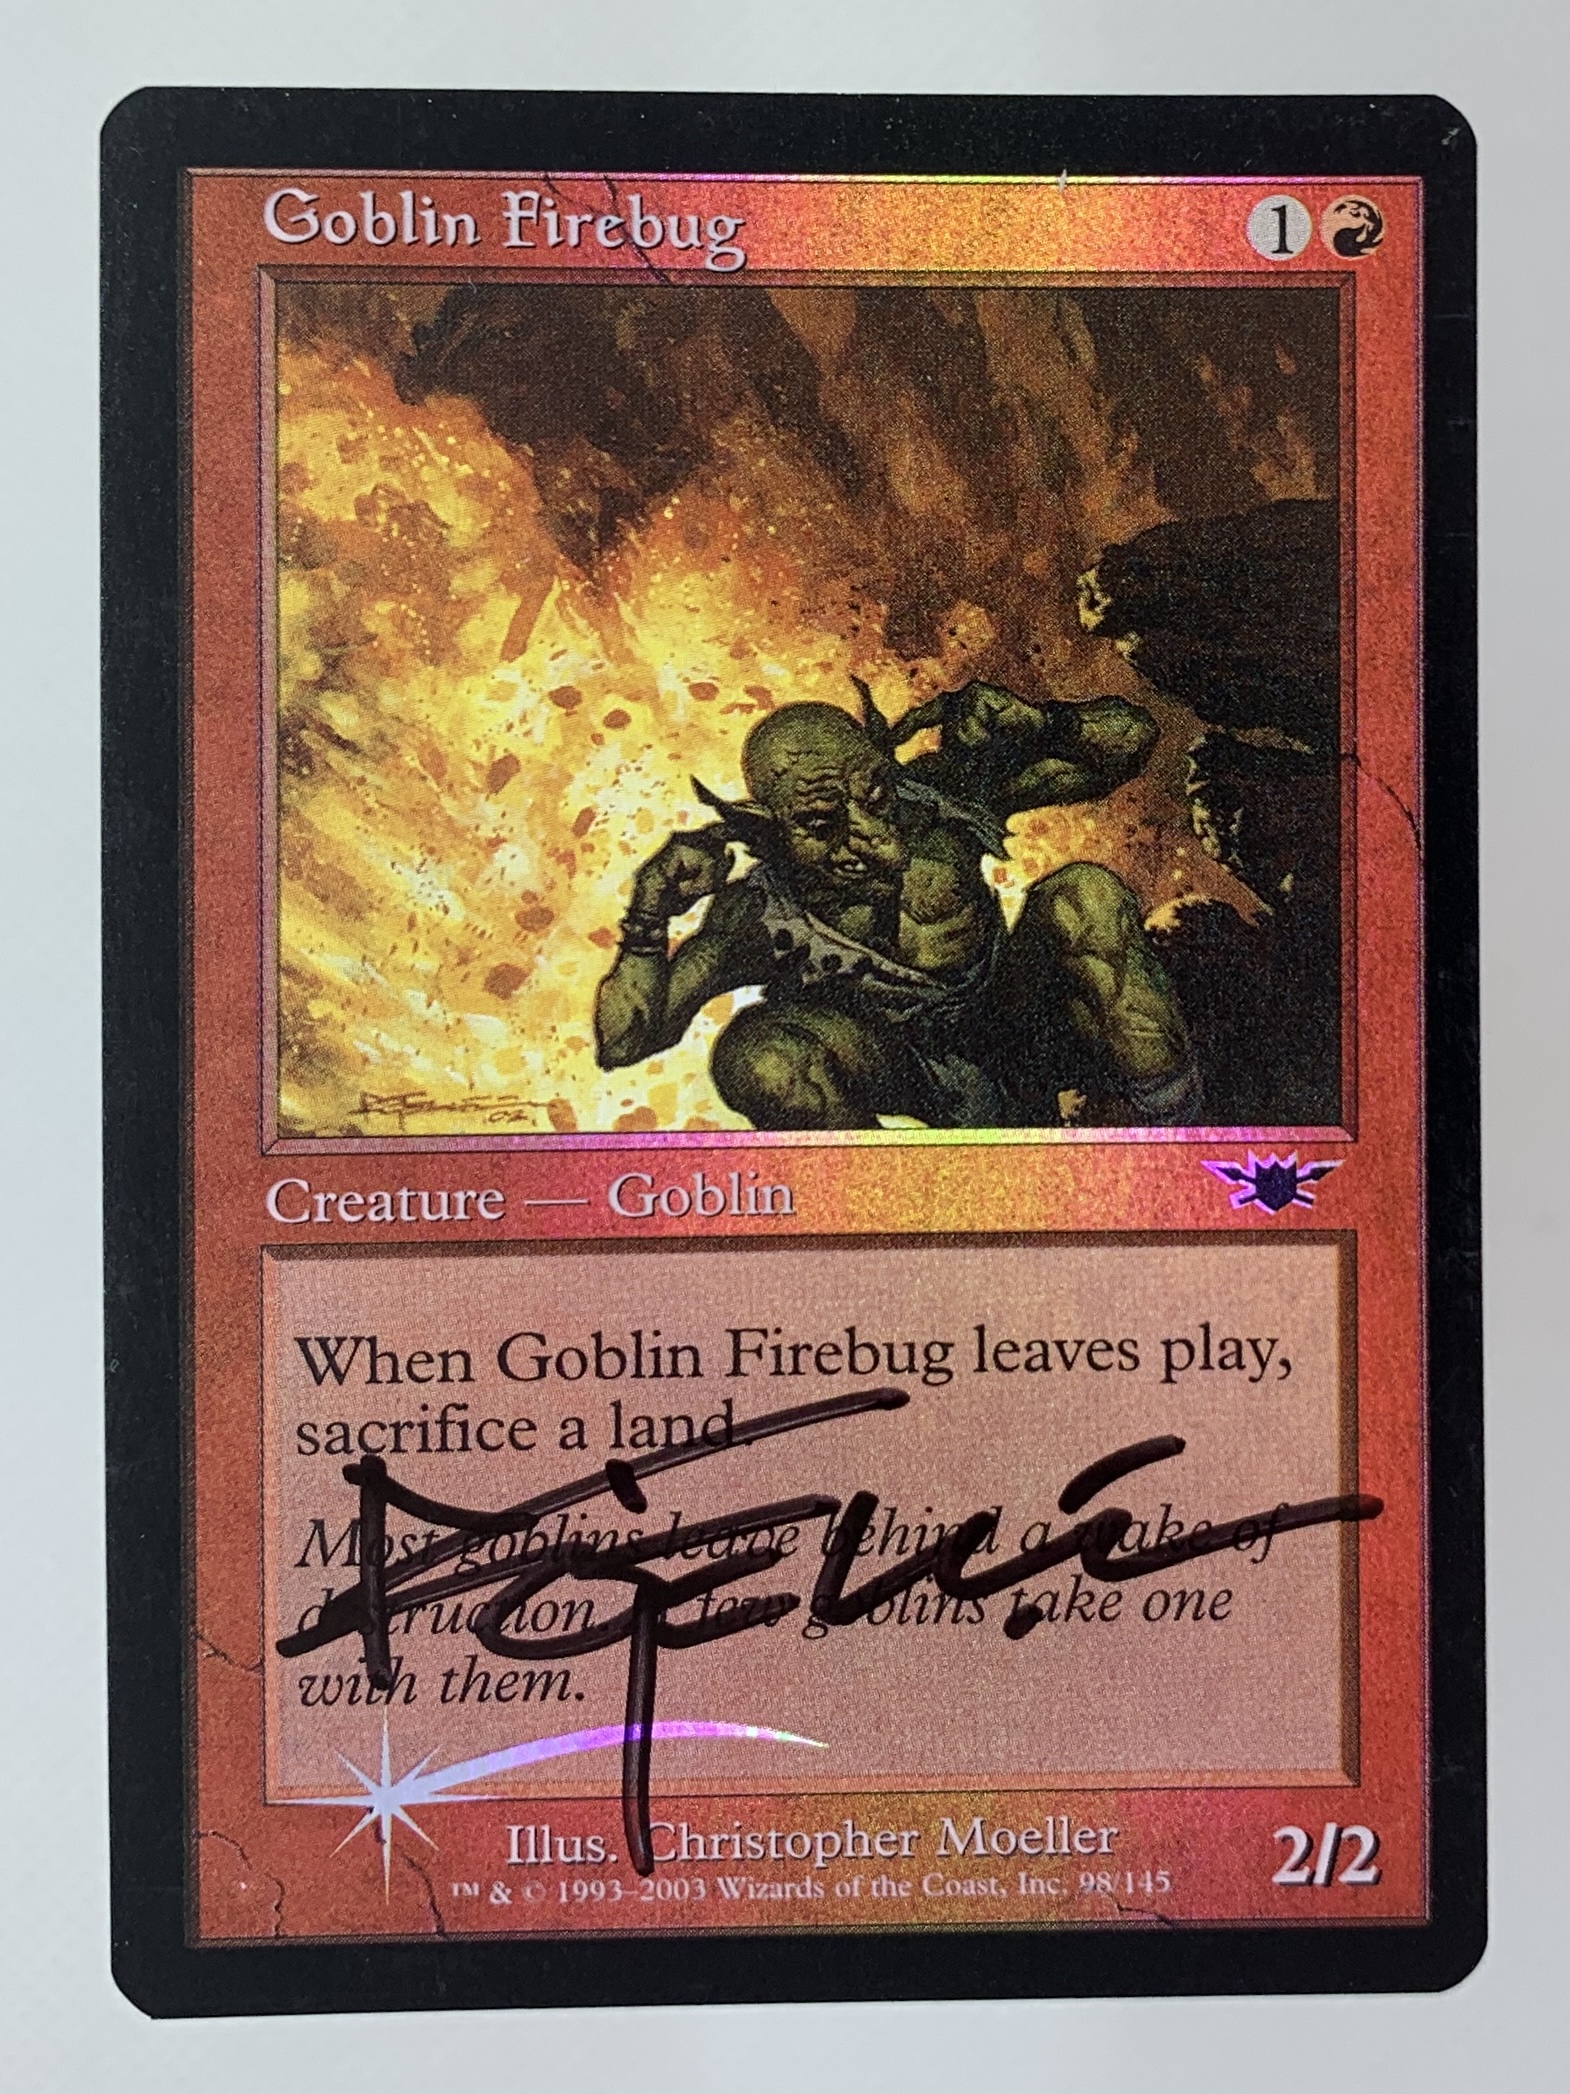 Goblin Firebug 1
Creature — Goblin
When Goblin Firebug leaves play,
sacrifice a land.
Most goblins leave behind a wake of
destruction. A few goblins take one
with them.
Illus. Christopher Moeller
2/2
™ & © 1993–2003 Wizards of the Coast, Inc. 98/145